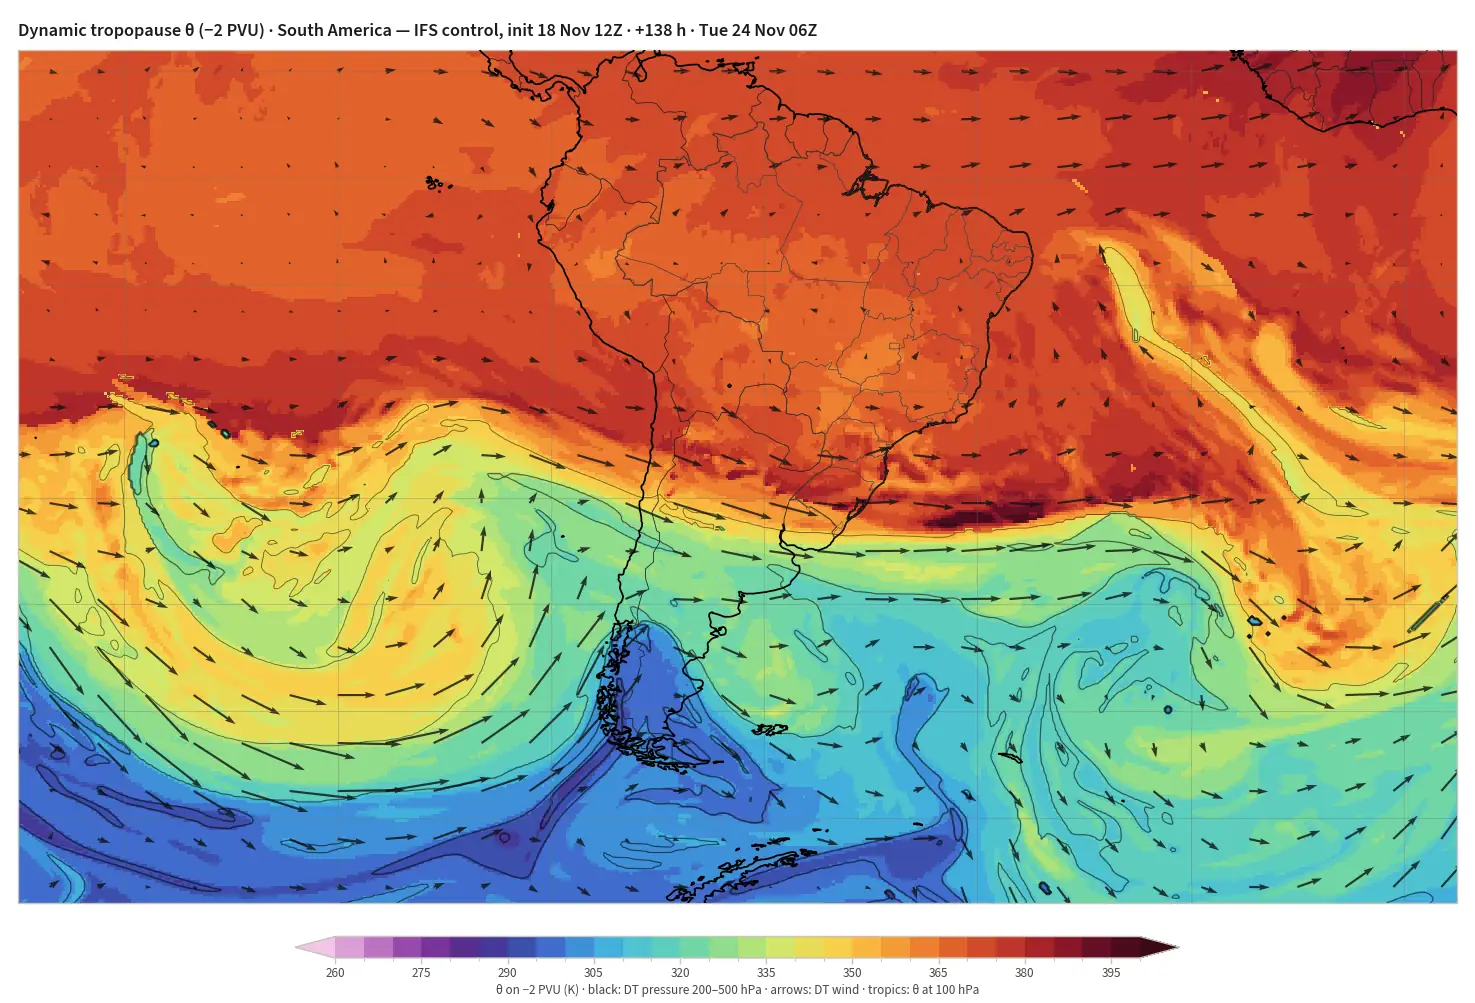 Dynamic tropopause θ (−2 PVU) · South America — IFS control, init 18 Nov 12Z · +138 h · Tue 24 Nov 06Z
260 275 290 305 320 335 350 365 380 395
θ on −2 PVU (K) · black: DT pressure 200–500 hPa · arrows: DT wind · tropics: θ at 100 hPa